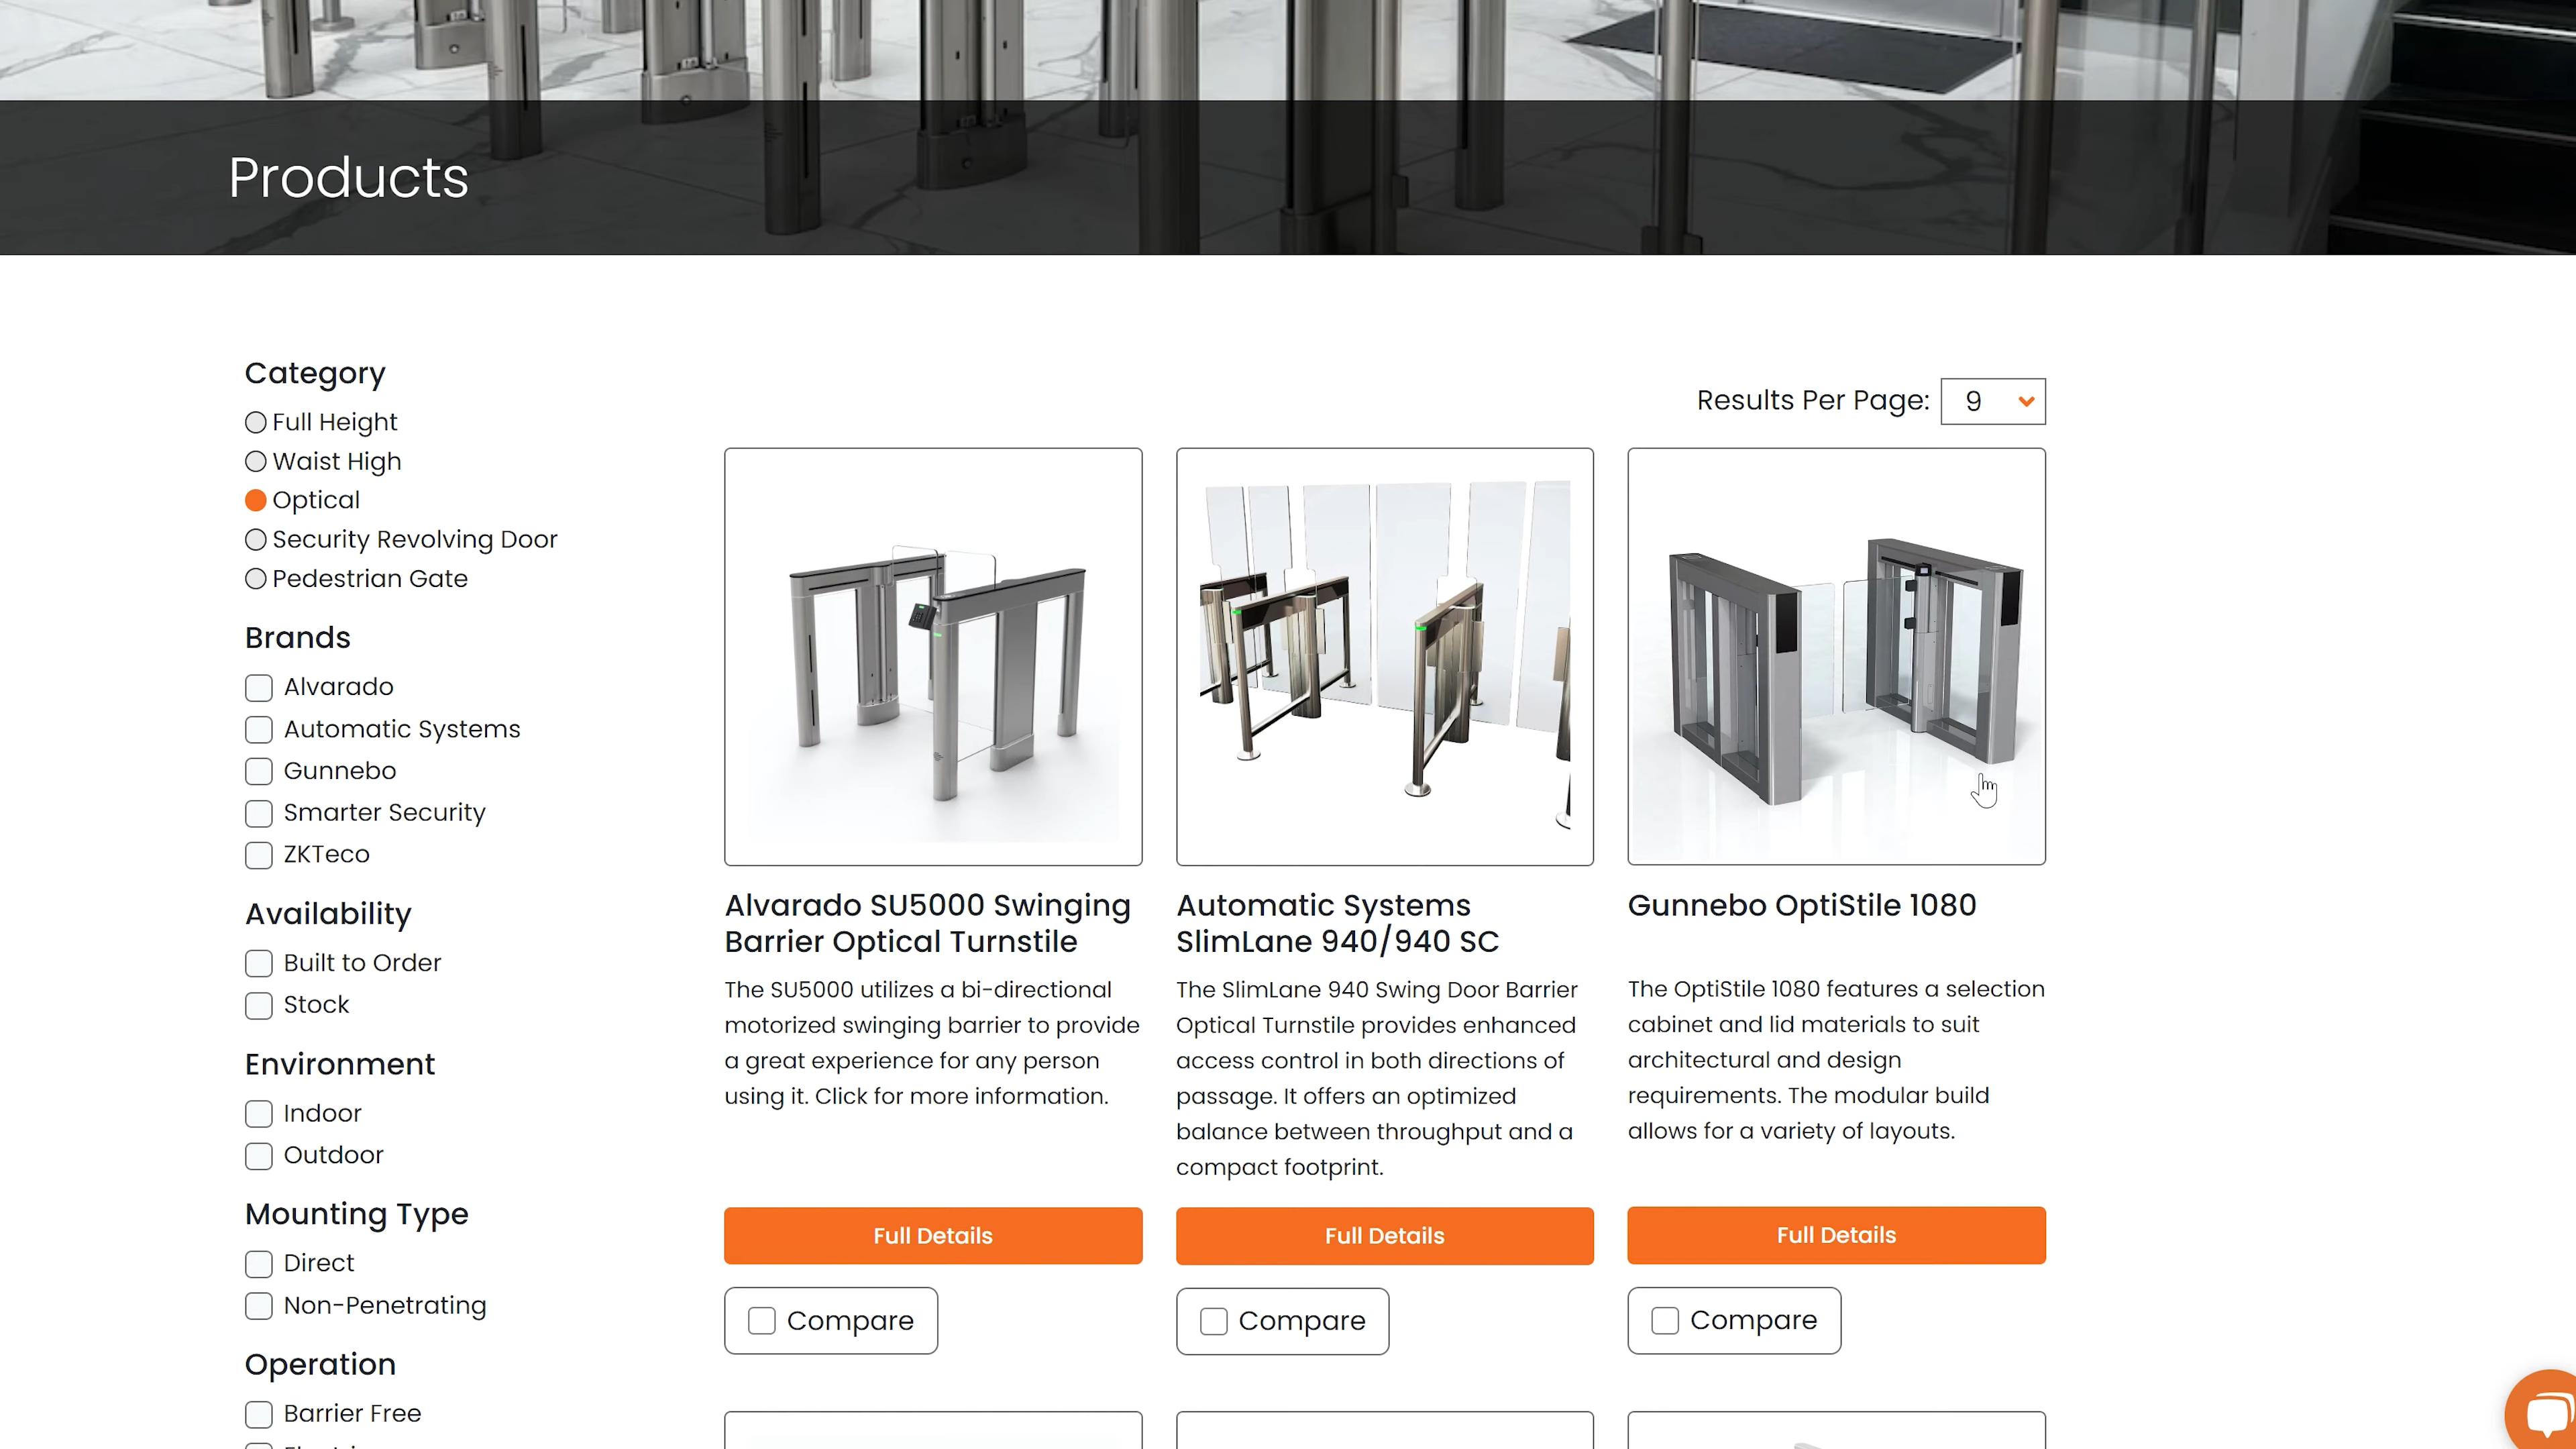 Products
Category
Full Height
Waist High
Optical
Security Revolving Door
Pedestrian Gate
Brands
Alvarado
Automatic Systems
Gunnebo
Smarter Security
ZKTeco
Availability
Built to Order
Stock
Environment
Indoor
Outdoor
Mounting Type
Direct
Non-Penetrating
Operation
Barrier Free
Results Per Page: 9
Alvarado SU5000 Swinging
Barrier Optical Turnstile
The SU5000 utilizes a bi-directional
motorized swinging barrier to provide
a great experience for any person
using it. Click for more information.
Full Details
Compare
Automatic Systems
SlimLane 940/940 SC
The SlimLane 940 Swing Door Barrier
Optical Turnstile provides enhanced
access control in both directions of
passage. It offers an optimized
balance between throughput and a
compact footprint.
Full Details
Compare
Gunnebo OptiStile 1080
The OptiStile 1080 features a selection
cabinet and lid materials to suit
architectural and design
requirements. The modular build
allows for a variety of layouts.
Full Details
Compare